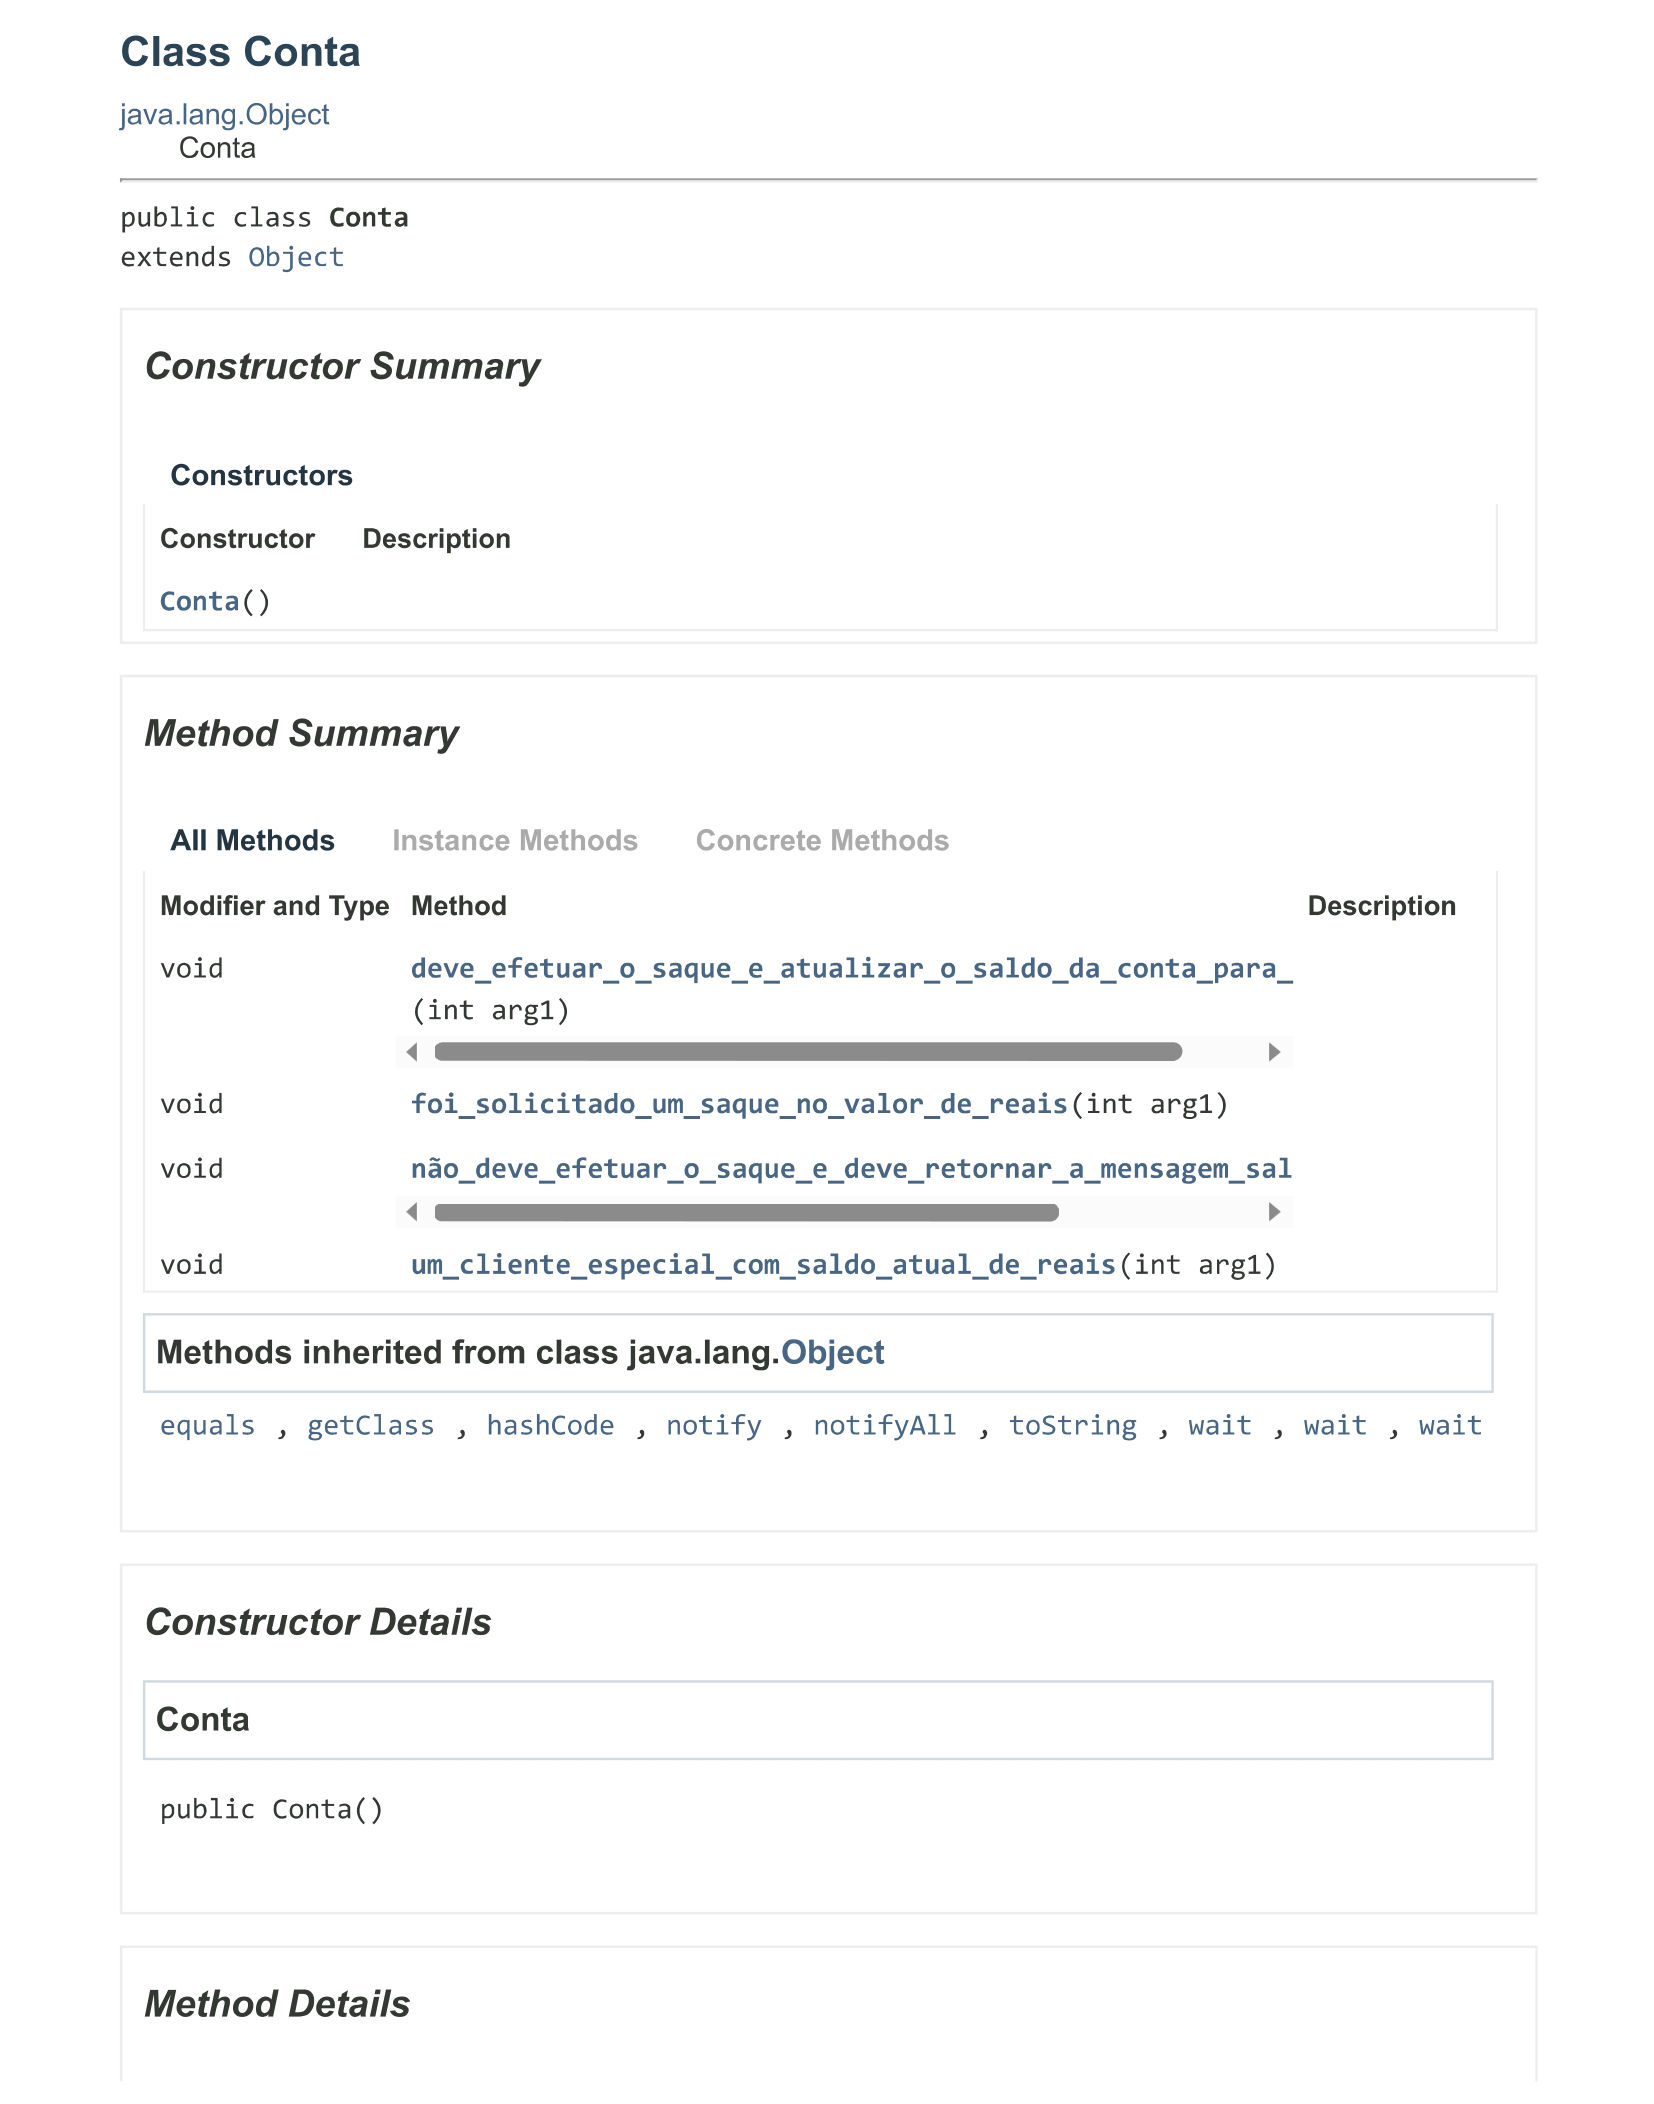 Class Conta
java.lang.Object
Conta
public class Conta
extends Object
Constructor Summary
Constructors
Constructor Description
Conta()
Method Summary
All Methods Instance Methods Concrete Methods
Modifier and Type Method Description
void deve_efetuar_o_saque_e_atualizar_o_saldo_da_conta_para_
(int arg1)
void foi_solicitado_um_saque_no_valor_de_reais(int arg1)
void não_deve_efetuar_o_saque_e_deve_retornar_a_mensagem_sal
void um_cliente_especial_com_saldo_atual_de_reais(int arg1)
Methods inherited from class java.lang.Object
equals , getClass , hashCode , notify , notifyAll , toString , wait , wait , wait
Constructor Details
Conta
public Conta()
Method Details